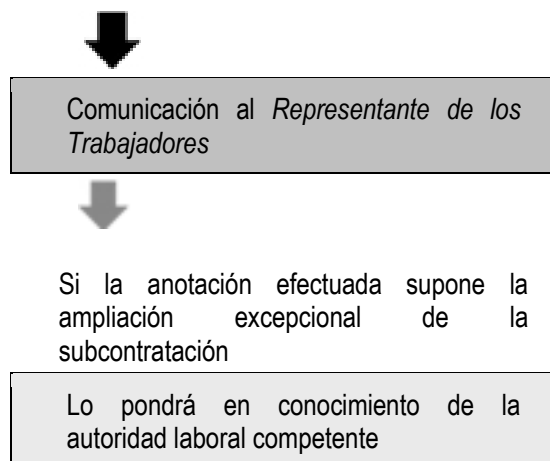 Comunicación al Representante de los
Trabajadores
Si la anotación efectuada supone la
ampliación excepcional de la
subcontratación
Lo pondrá en conocimiento de la
autoridad laboral competente